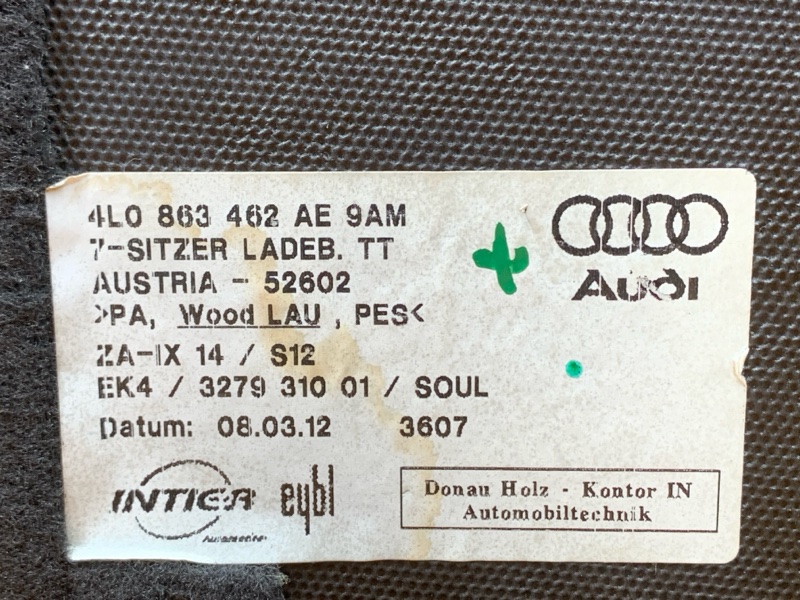 4L0 863 462 AE 9AM
7-SITZER LADEB. TT
AUSTRIA - 52602
>PA, Wood LAU , PES<
ZA-IX 14 / S12
EK4 / 3279 310 01 / SOUL
Datum: 08.03.12 3607
Audi
INTIER
Automotive
eybl
Donau Holz - Kontor IN
Automobiltechnik